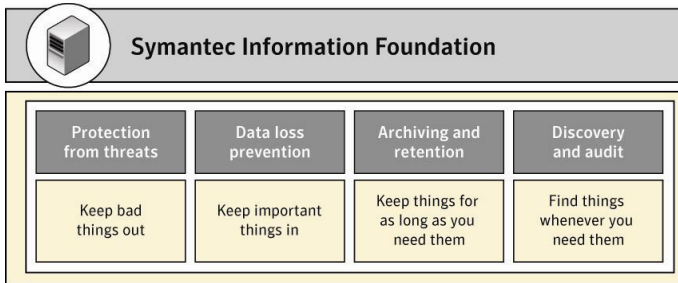 Symantec Information Foundation
Protection
from threats
Keep bad
things out
Data loss
prevention
Keep important
things in
Archiving and
retention
Keep things for
as long as you
need them
Discovery
and audit
Find things
whenever you
need them